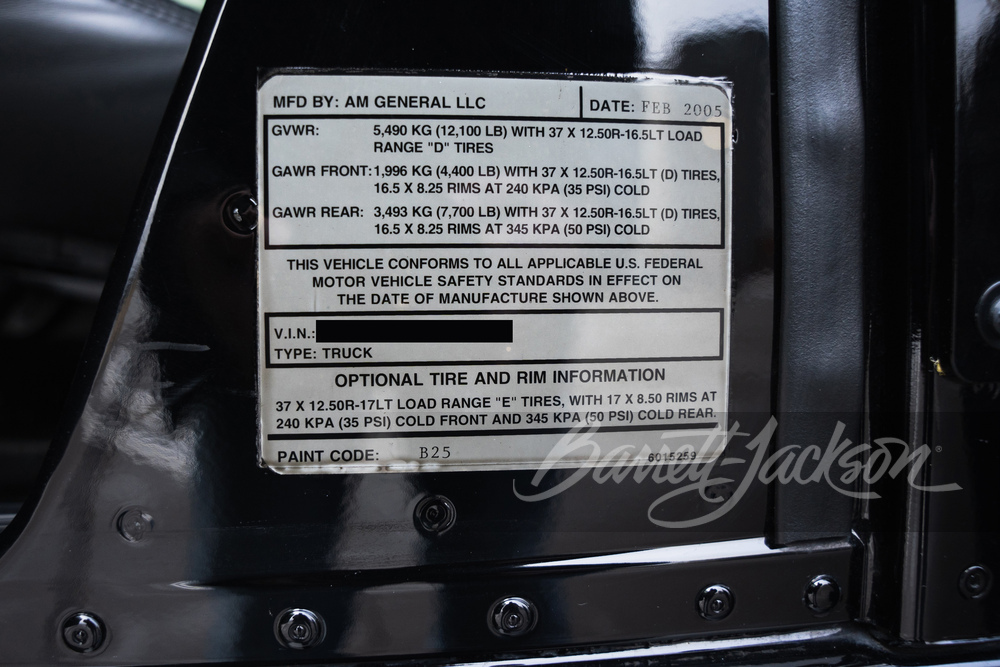 MFD BY: AM GENERAL LLC DATE: FEB 2005
GVWR: 5,490 KG (12,100 LB) WITH 37 X 12.50R-16.5LT LOAD
RANGE "D" TIRES
GAWR FRONT: 1,996 KG (4,400 LB) WITH 37 X 12.50R-16.5LT (D) TIRES,
16.5 X 8.25 RIMS AT 240 KPA (35 PSI) COLD
GAWR REAR: 3,493 KG (7,700 LB) WITH 37 X 12.50R-16.5LT (D) TIRES,
16.5 X 8.25 RIMS AT 345 KPA (50 PSI) COLD
THIS VEHICLE CONFORMS TO ALL APPLICABLE U.S. FEDERAL
MOTOR VEHICLE SAFETY STANDARDS IN EFFECT ON
THE DATE OF MANUFACTURE SHOWN ABOVE.
V.I.N.:
TYPE: TRUCK
OPTIONAL TIRE AND RIM INFORMATION
37 X 12.50R-17LT LOAD RANGE "E" TIRES, WITH 17 X 8.50 RIMS AT
240 KPA (35 PSI) COLD FRONT AND 345 KPA (50 PSI) COLD REAR.
PAINT CODE: B25 6015259
Barrett-Jackson